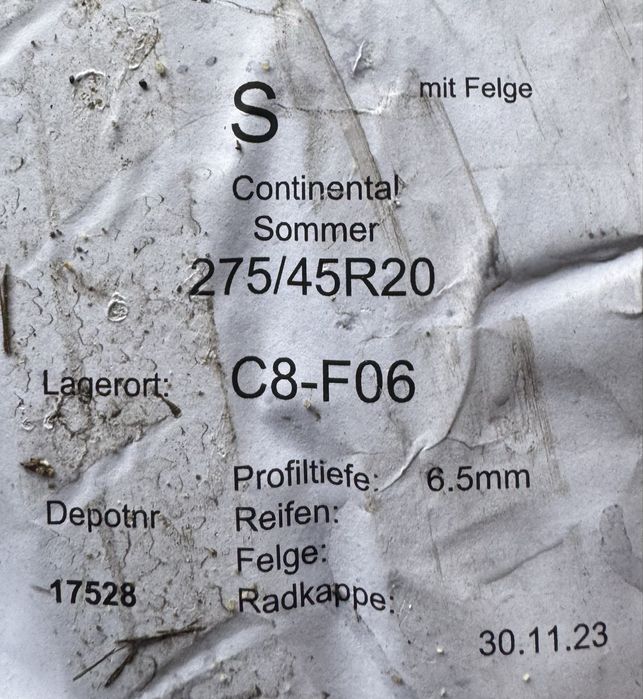 S mit Felge
Continental
Sommer
275/45R20
Lagerort: C8-F06
Profiltiefe: 6.5mm
Depotnr Reifen:
Felge:
17528 Radkappe:
30.11.23